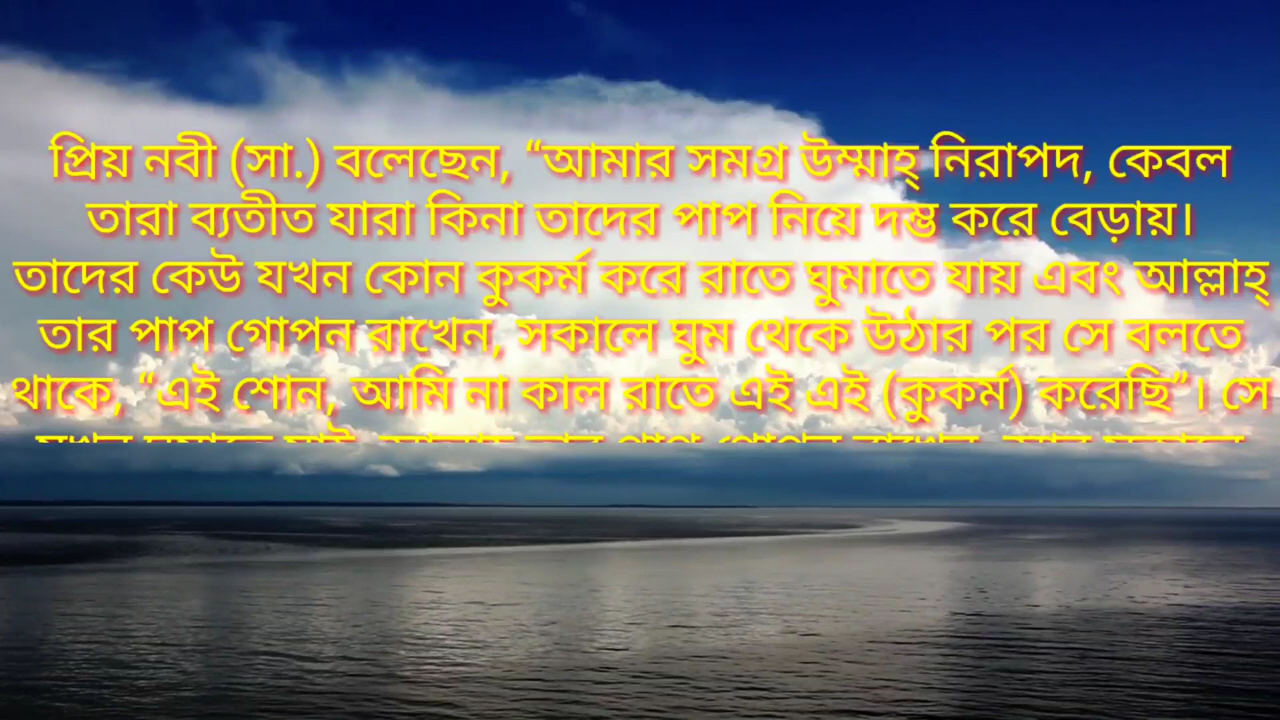 প্রিয় নবী (সা.) বলেছেন, “আমার সমগ্র উম্মাহ্ নিরাপদ, কেবল
তারা ব্যতীত যারা কিনা তাদের পাপ নিয়ে দম্ভ করে বেড়ায়।
তাদের কেউ যখন কোন কুকর্ম করে রাতে ঘুমাতে যায় এবং আল্লাহ্
তার পাপ গোপন রাখেন, সকালে ঘুম থেকে উঠার পর সে বলতে
থাকে, “এই শোন, আমি না কাল রাতে এই এই (কুকর্ম) করেছি”। সে